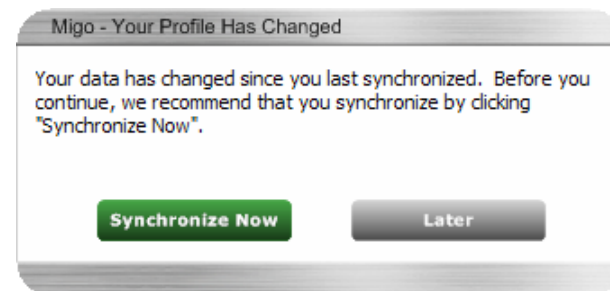 Migo - Your Profile Has Changed
Your data has changed since you last synchronized.  Before you
continue, we recommend that you synchronize by clicking
"Synchronize Now".
Synchronize Now
Later